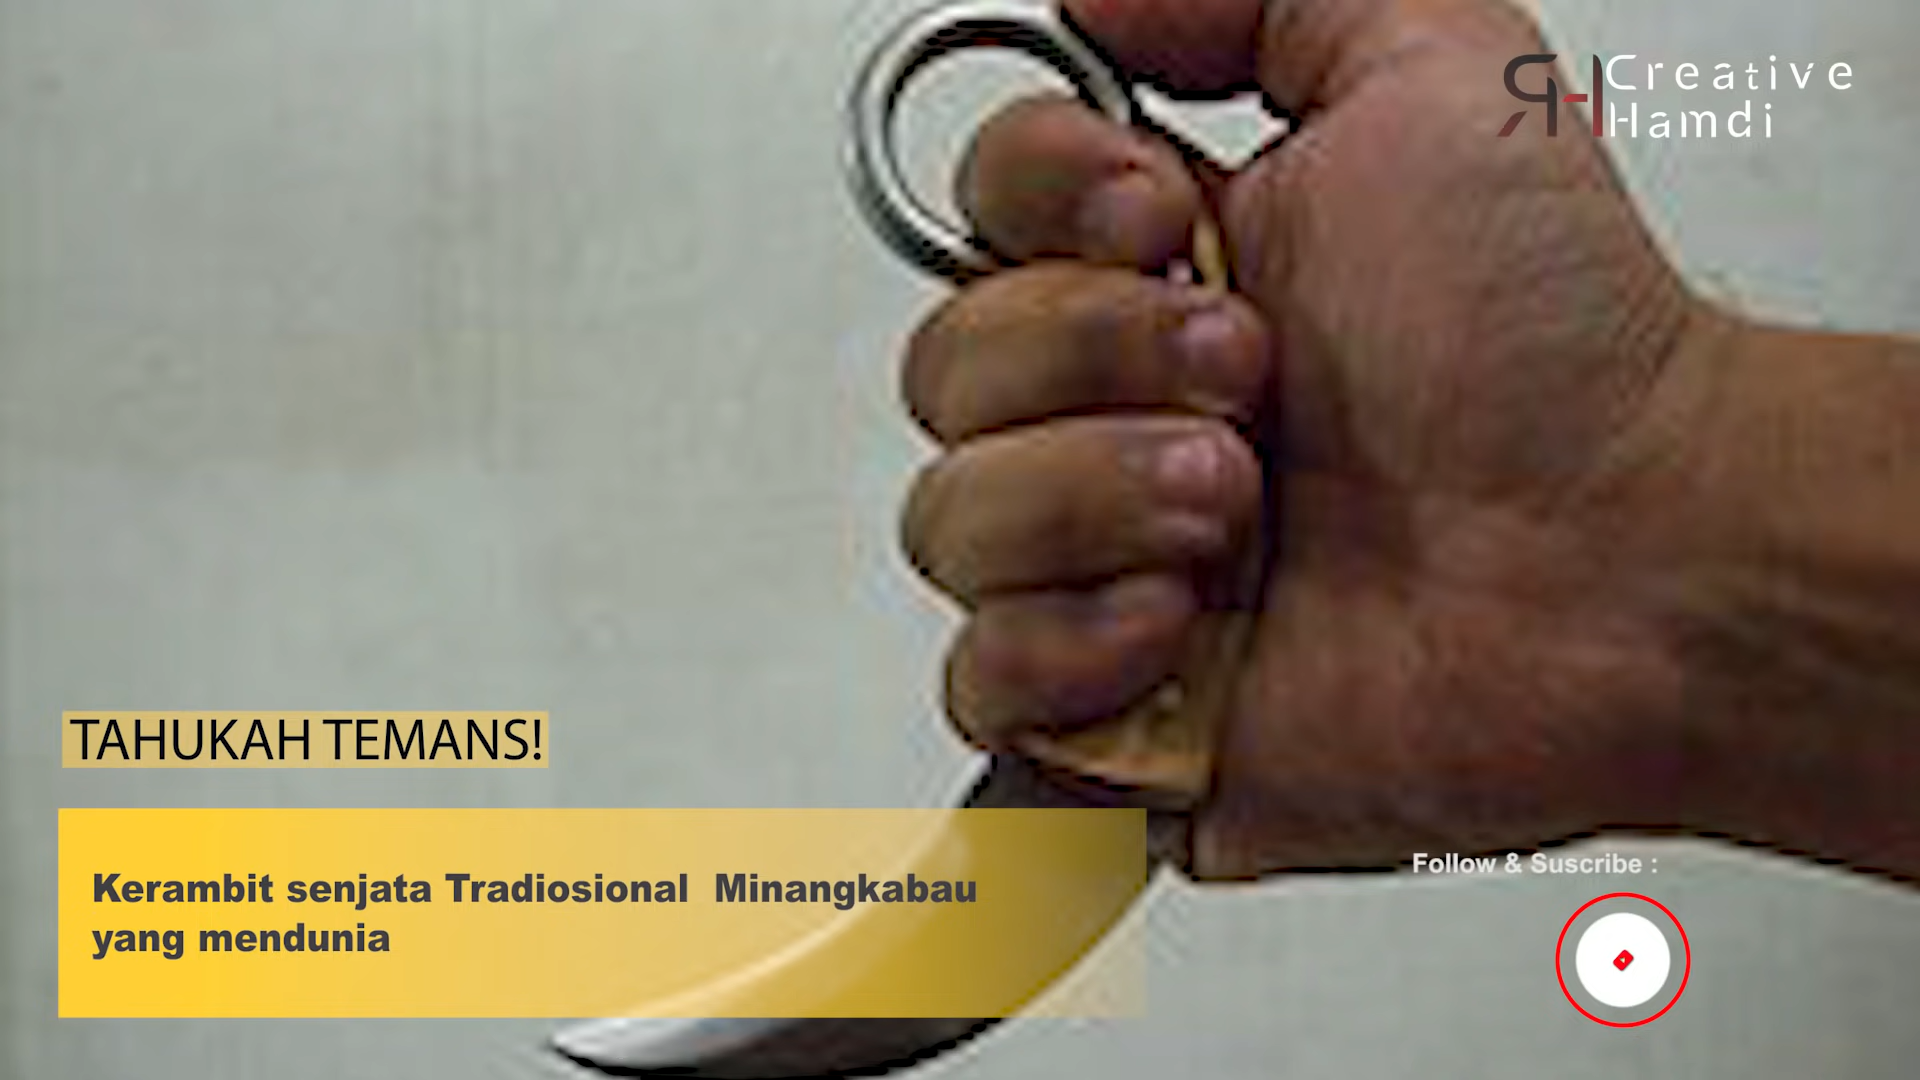 Creative
Hamdi
TAHUKAH TEMANS!
Kerambit senjata Tradiosional Minangkabau
yang mendunia
Follow & Suscribe :